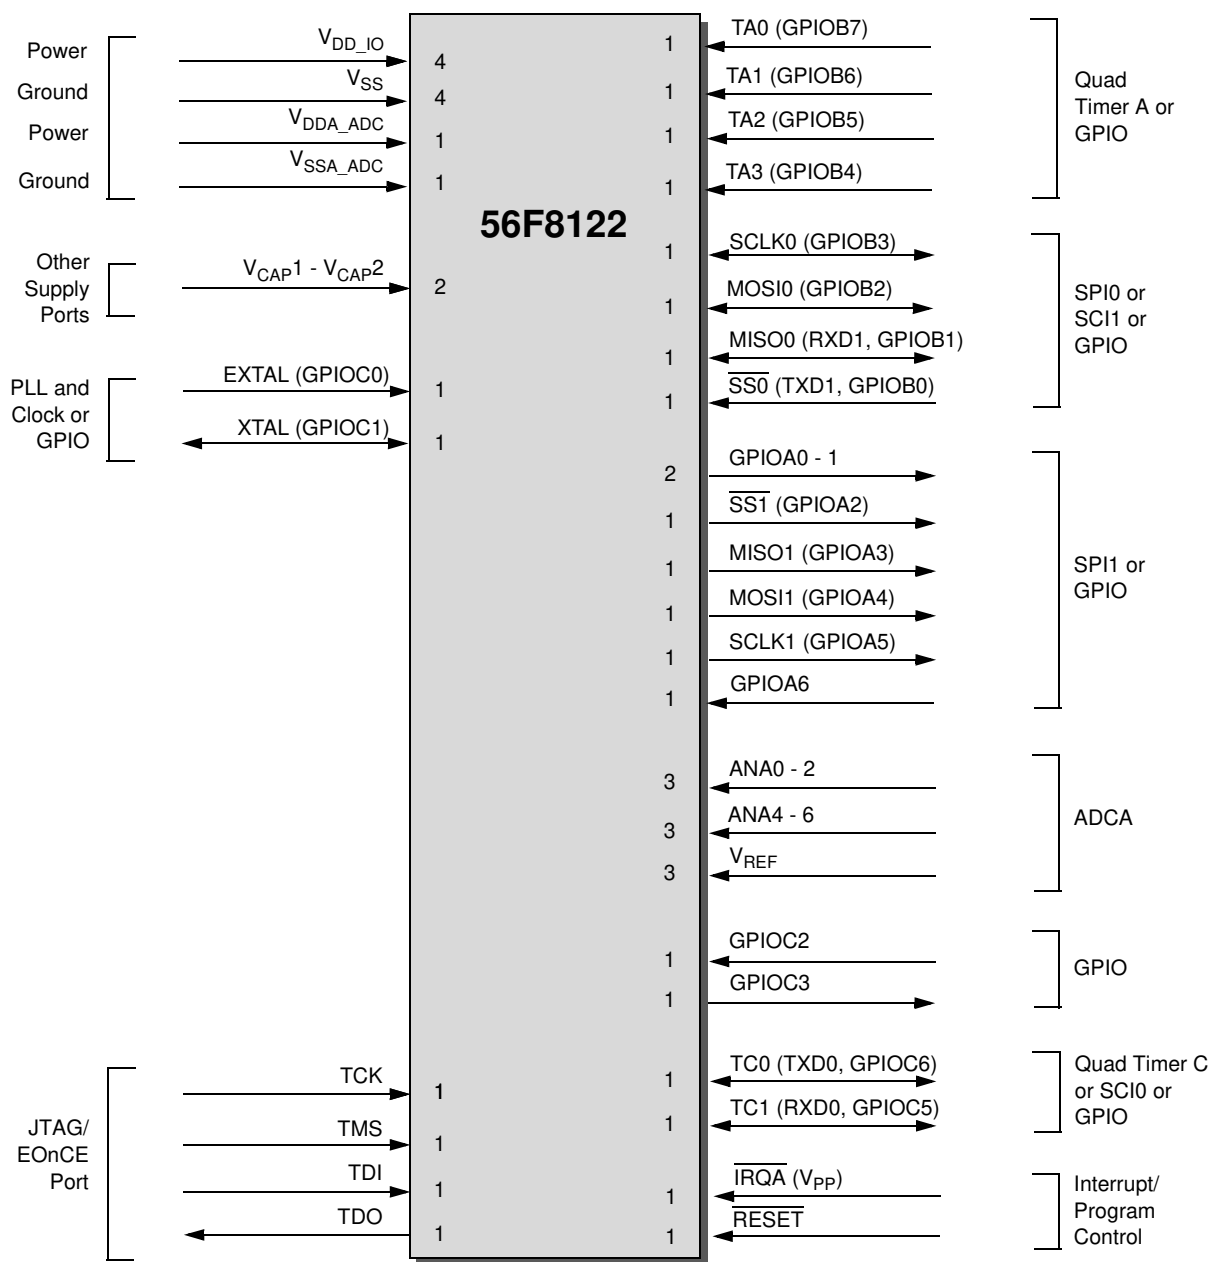 56F8122
Power
V_DD_IO
4
Ground
V_SS
4
Power
V_DDA_ADC
1
Ground
V_SSA_ADC
1
Other
Supply
Ports
V_CAP1 - V_CAP2
2
PLL and
Clock or
GPIO
EXTAL (GPIOC0)
1
XTAL (GPIOC1)
1
JTAG/
EOnCE
Port
TCK
1
TMS
1
TDI
1
TDO
1
1
TA0 (GPIOB7)
1
TA1 (GPIOB6)
1
TA2 (GPIOB5)
1
TA3 (GPIOB4)
Quad
Timer A or
GPIO
1
SCLK0 (GPIOB3)
1
MOSI0 (GPIOB2)
1
MISO0 (RXD1, GPIOB1)
1
SS0 (TXD1, GPIOB0)
SPI0 or
SCI1 or
GPIO
2
GPIOA0 - 1
1
SS1 (GPIOA2)
1
MISO1 (GPIOA3)
1
MOSI1 (GPIOA4)
1
SCLK1 (GPIOA5)
1
GPIOA6
SPI1 or
GPIO
3
ANA0 - 2
3
ANA4 - 6
3
V_REF
ADCA
1
GPIOC2
1
GPIOC3
GPIO
1
TC0 (TXD0, GPIOC6)
1
TC1 (RXD0, GPIOC5)
Quad Timer C
or SCI0 or
GPIO
1
IRQA (V_PP)
1
RESET
Interrupt/
Program
Control